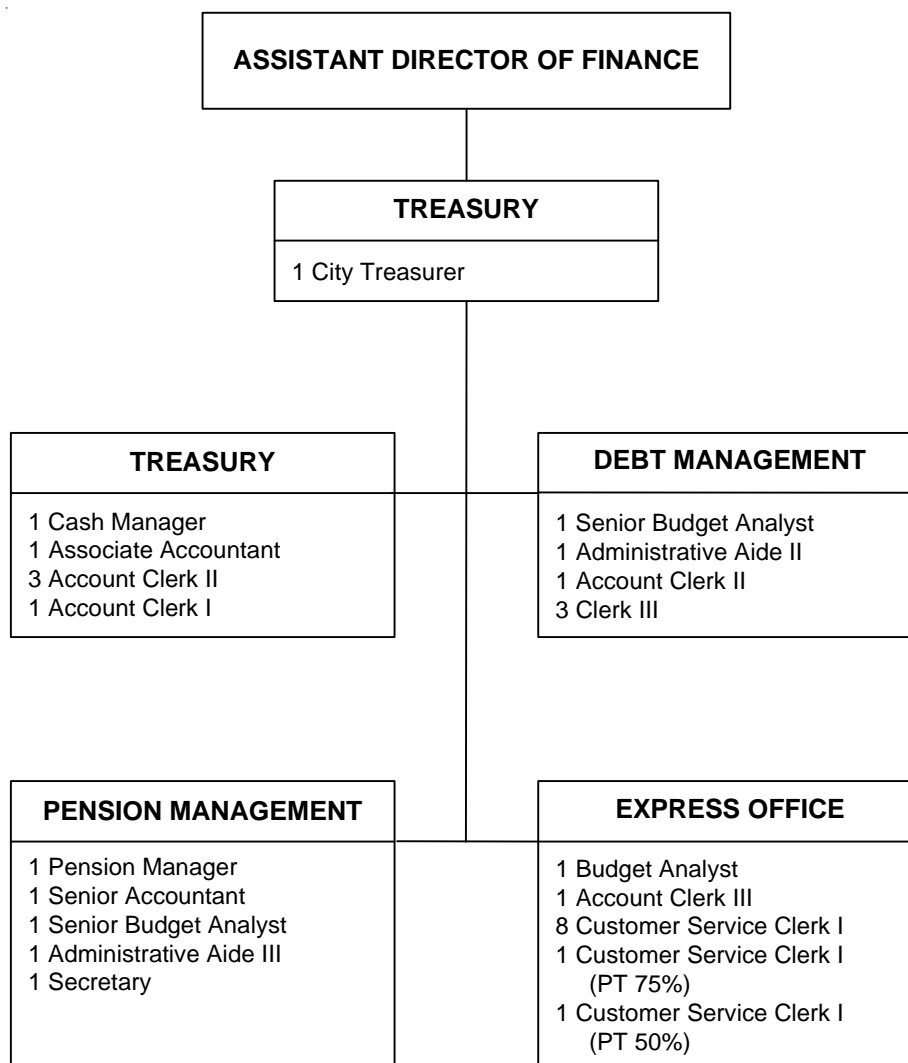 ASSISTANT DIRECTOR OF FINANCE
TREASURY
1 City Treasurer
TREASURY
1 Cash Manager
1 Associate Accountant
3 Account Clerk II
1 Account Clerk I
DEBT MANAGEMENT
1 Senior Budget Analyst
1 Administrative Aide II
1 Account Clerk II
3 Clerk III
PENSION MANAGEMENT
1 Pension Manager
1 Senior Accountant
1 Senior Budget Analyst
1 Administrative Aide III
1 Secretary
EXPRESS OFFICE
1 Budget Analyst
1 Account Clerk III
8 Customer Service Clerk I
1 Customer Service Clerk I
(PT 75%)
1 Customer Service Clerk I
(PT 50%)